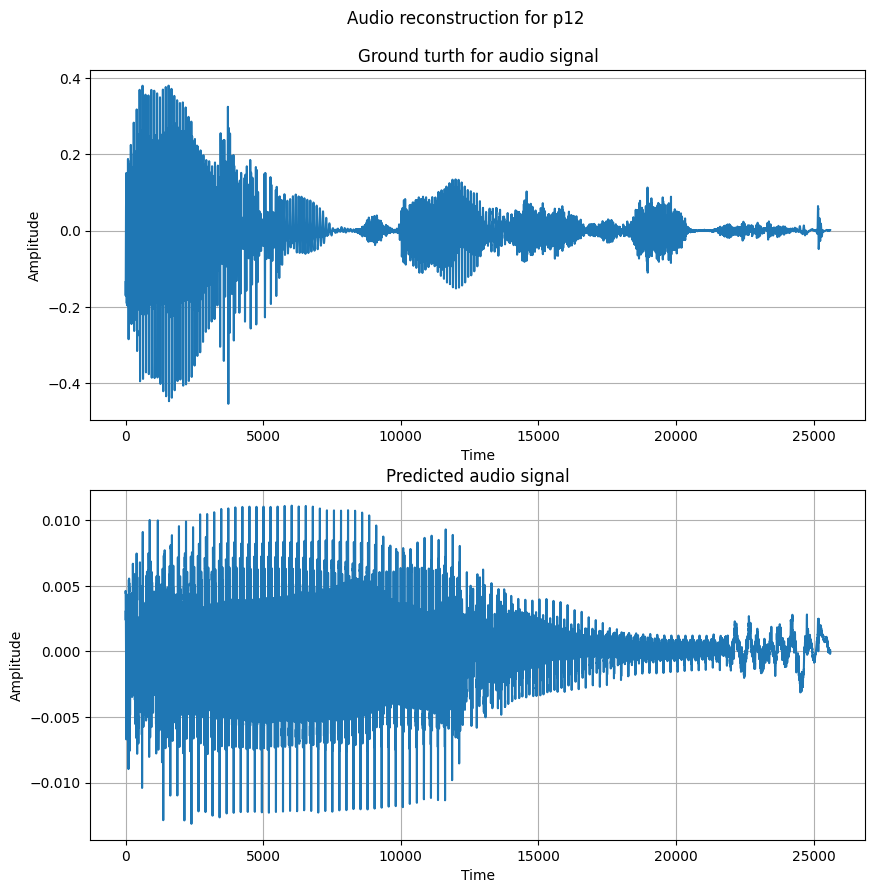 Audio reconstruction for p12
Ground turth for audio signal
Amplitude
0.4
0.2
0.0
−0.2
−0.4
0 5000 10000 15000 20000 25000
Time
Predicted audio signal
Amplitude
0.010
0.005
0.000
−0.005
−0.010
0 5000 10000 15000 20000 25000
Time